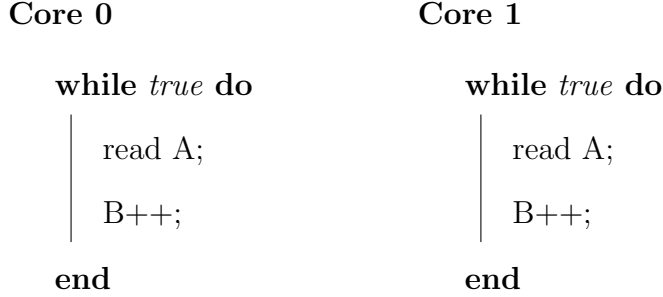 Core 0
while true do
read A;
B++;
end
Core 1
while true do
read A;
B++;
end